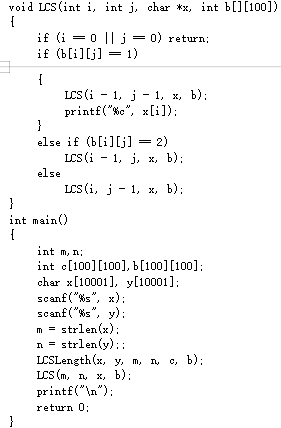 void LCS(int i, int j, char *x, int b[][100])
{
if (i == 0 || j == 0) return;
if (b[i][j] == 1)
{
LCS(i - 1, j - 1, x, b);
printf("%c", x[i]);
}
else if (b[i][j] == 2)
LCS(i - 1, j, x, b);
else
LCS(i, j - 1, x, b);
}
int main()
{
int m,n;
int c[100][100],b[100][100];
char x[10001], y[10001];
scanf("%s", x);
scanf("%s", y);
m = strlen(x);
n = strlen(y);;
LCSLength(x, y, m, n, c, b);
LCS(m, n, x, b);
printf("\n");
return 0;
}